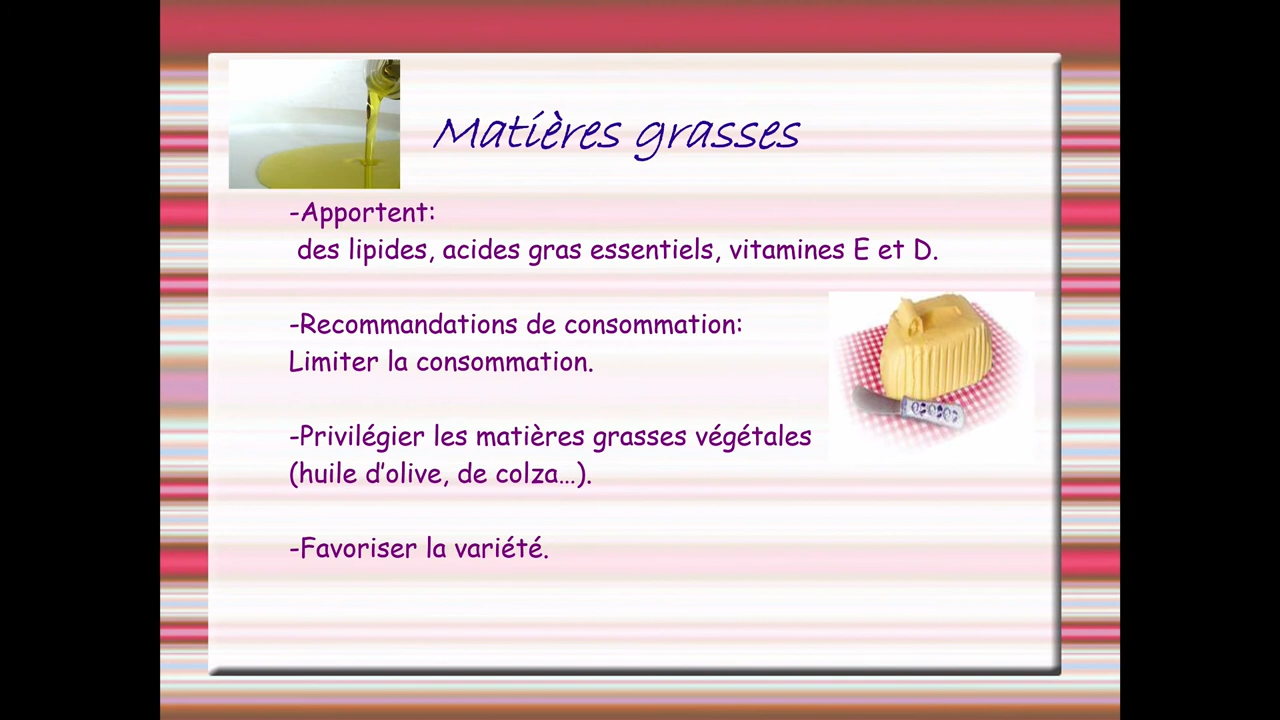 Matières grasses
-Apportent:
des lipides, acides gras essentiels, vitamines E et D.
-Recommandations de consommation:
Limiter la consommation.
-Privilégier les matières grasses végétales
(huile d’olive, de colza…).
-Favoriser la variété.